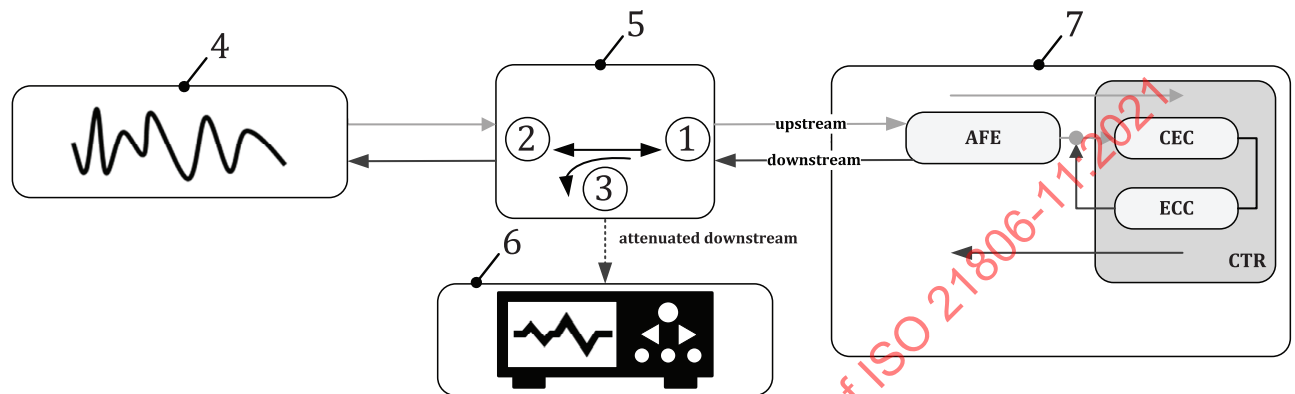 4
5
7
2
1
3
upstream
downstream
AFE
CEC
ECC
CTR
attenuated downstream
6
of ISO 21806-11:2021